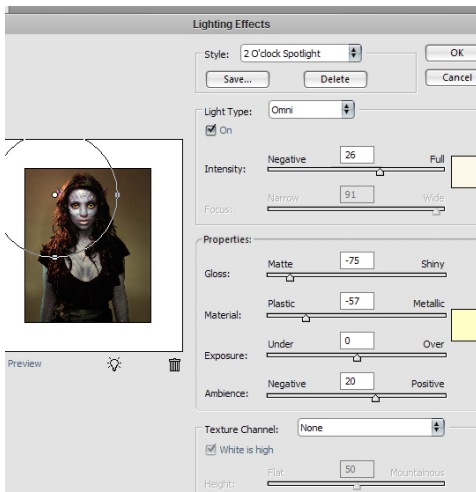 Lighting Effects
Style: 2 O'clock Spotlight
OK
Save... Delete
Cancel
Light Type: Omni
On
Negative 26 Full
Intensity:
Narrow 91 Wide
Focus:
Properties:
Matte -75 Shiny
Gloss:
Plastic -57 Metallic
Material:
Under 0 Over
Exposure:
Negative 20 Positive
Ambience:
Preview
Texture Channel: None
White is high
Flat 50 Mountainous
Height: